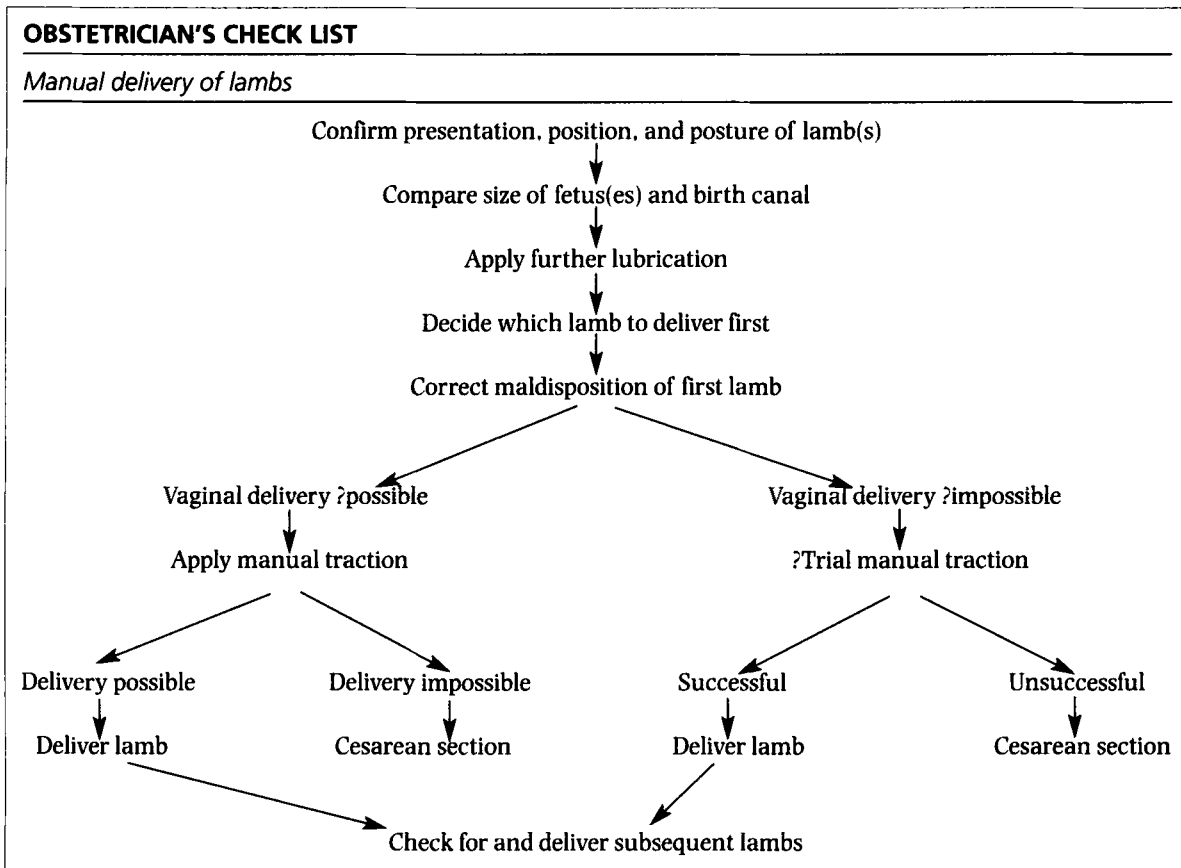 OBSTETRICIAN'S CHECK LIST
Manual delivery of lambs
Confirm presentation, position, and posture of lamb(s)
Compare size of fetus(es) and birth canal
Apply further lubrication
Decide which lamb to deliver first
Correct maldisposition of first lamb
Vaginal delivery ?possible
Vaginal delivery ?impossible
Apply manual traction
?Trial manual traction
Delivery possible
Delivery impossible
Successful
Unsuccessful
Deliver lamb
Cesarean section
Deliver lamb
Cesarean section
Check for and deliver subsequent lambs